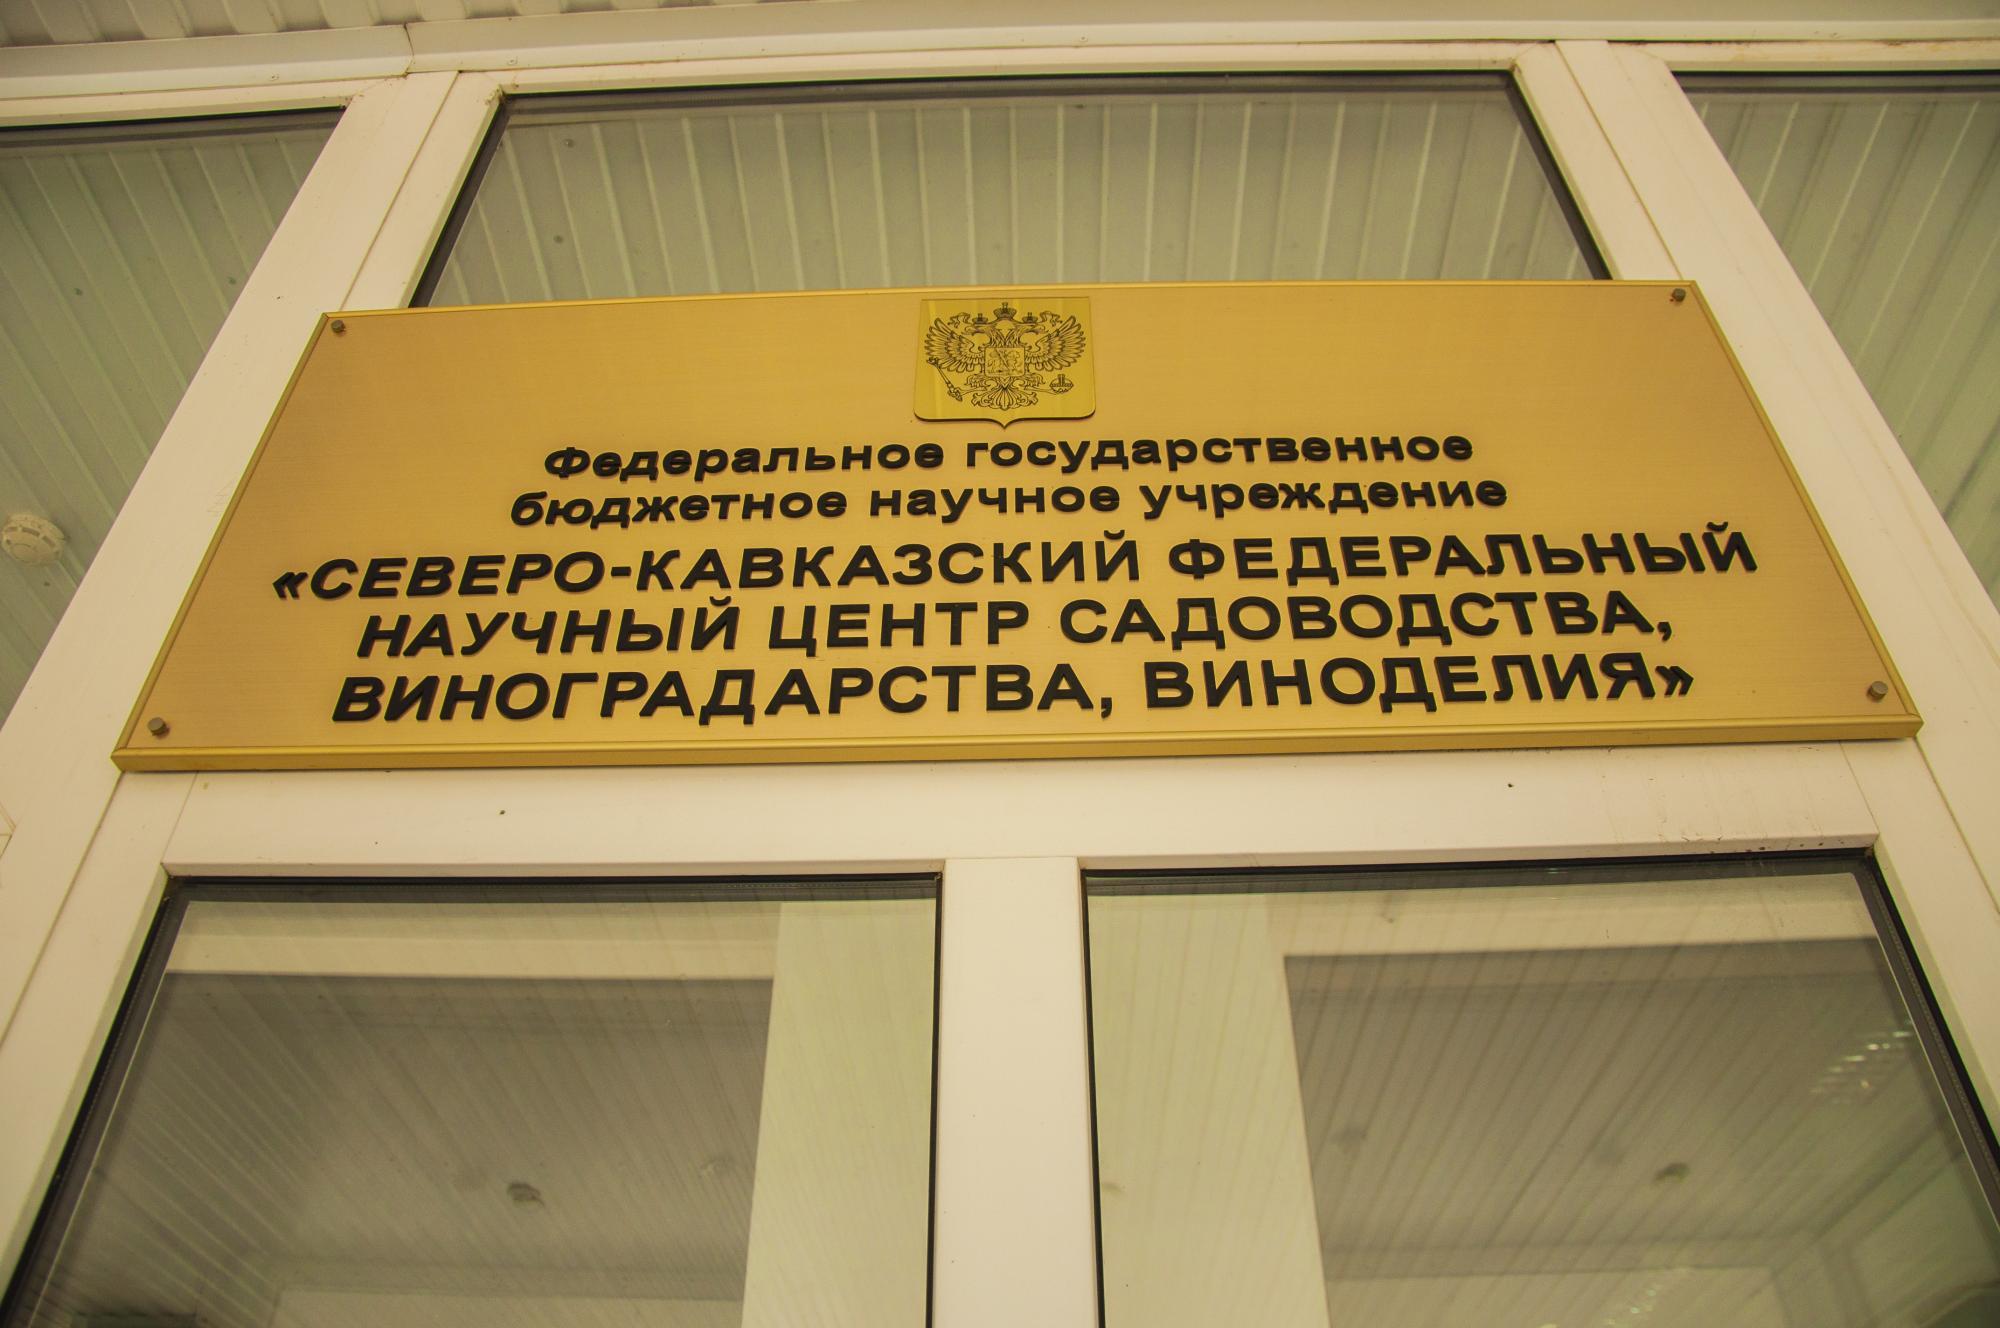 Федеральное государственное
бюджетное научное учреждение
«СЕВЕРО-КАВКАЗСКИЙ ФЕДЕРАЛЬНЫЙ
НАУЧНЫЙ ЦЕНТР САДОВОДСТВА,
ВИНОГРАДАРСТВА, ВИНОДЕЛИЯ»